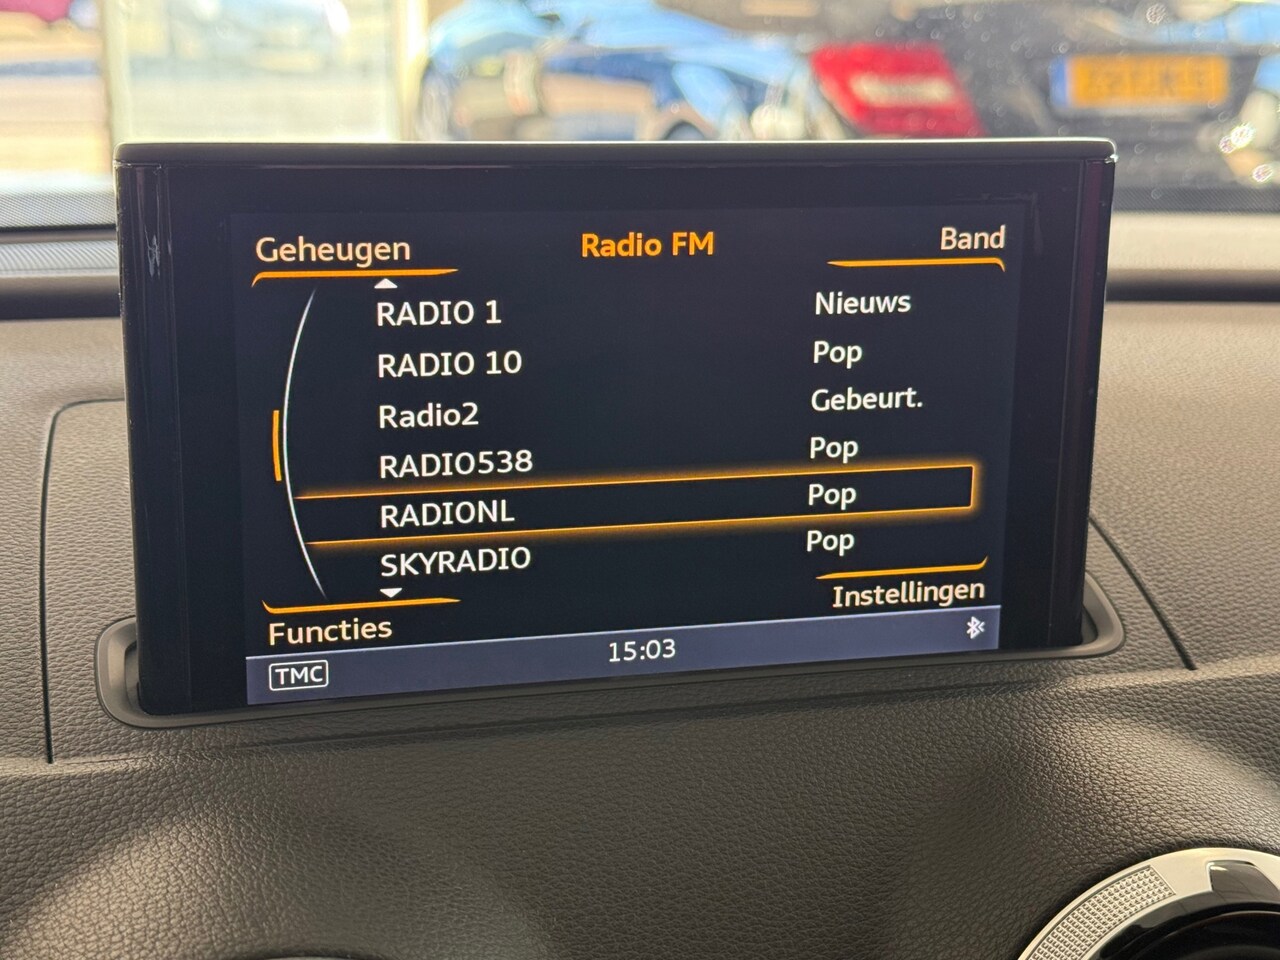 Geheugen Radio FM Band
RADIO 1 Nieuws
RADIO 10 Pop
Radio2 Gebeurt.
RADIO538 Pop
RADIONL Pop
SKYRADIO Pop
Functies Instellingen
TMC 15:03